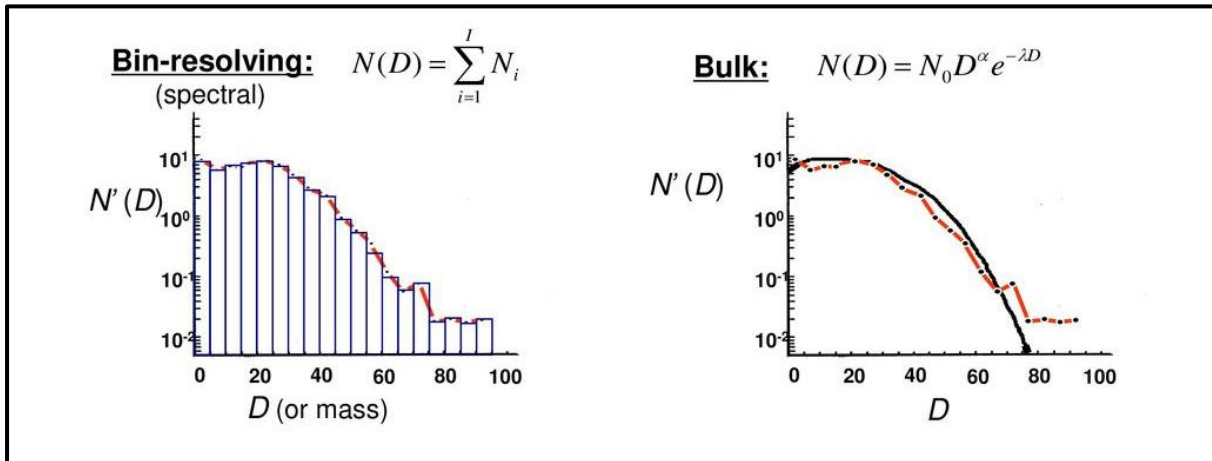 Bin-resolving: N(D) = \sum_{i=1}^{I} N_i
(spectral)
10^1
N'(D)
10^0
10^{-1}
10^{-2}
0 20 40 60 80 100
D (or mass)
Bulk: N(D) = N_0 D^α e^{-λD}
10^1
N'(D)
10^0
10^{-1}
10^{-2}
0 20 40 60 80 100
D